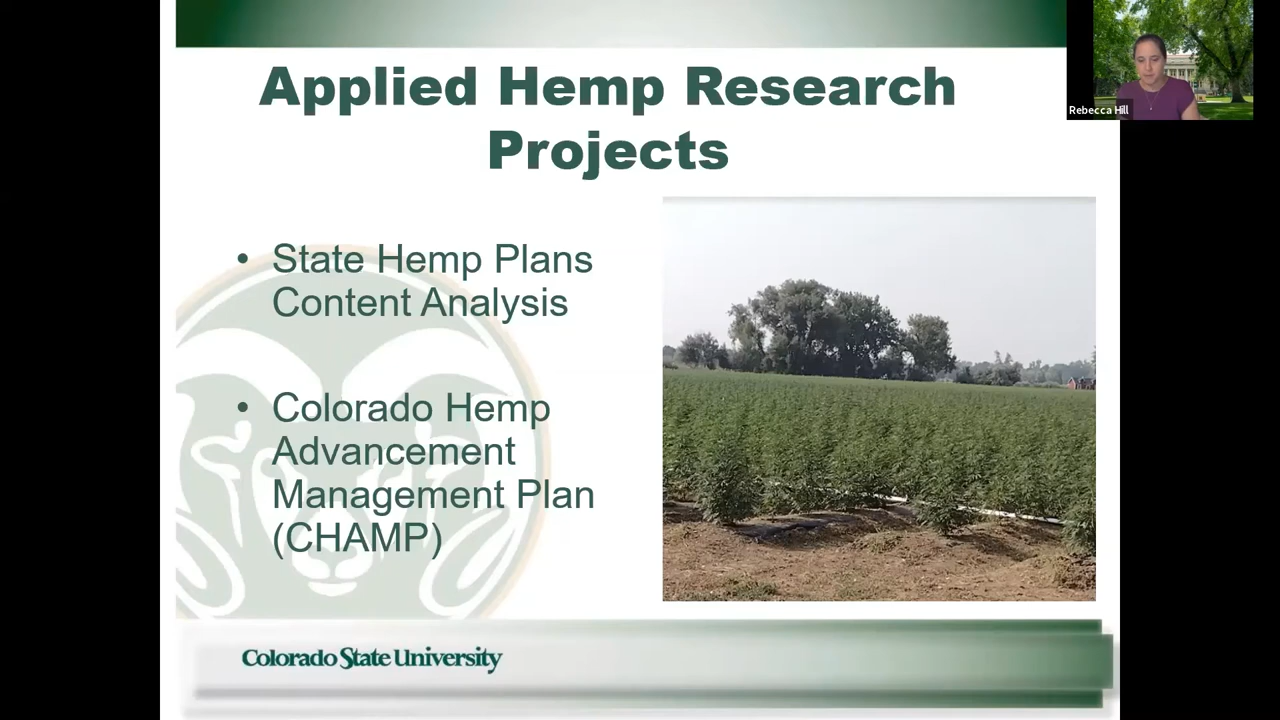 Applied Hemp Research
Projects
Rebecca Hill
• State Hemp Plans
Content Analysis
• Colorado Hemp
Advancement
Management Plan
(CHAMP)
Colorado State University